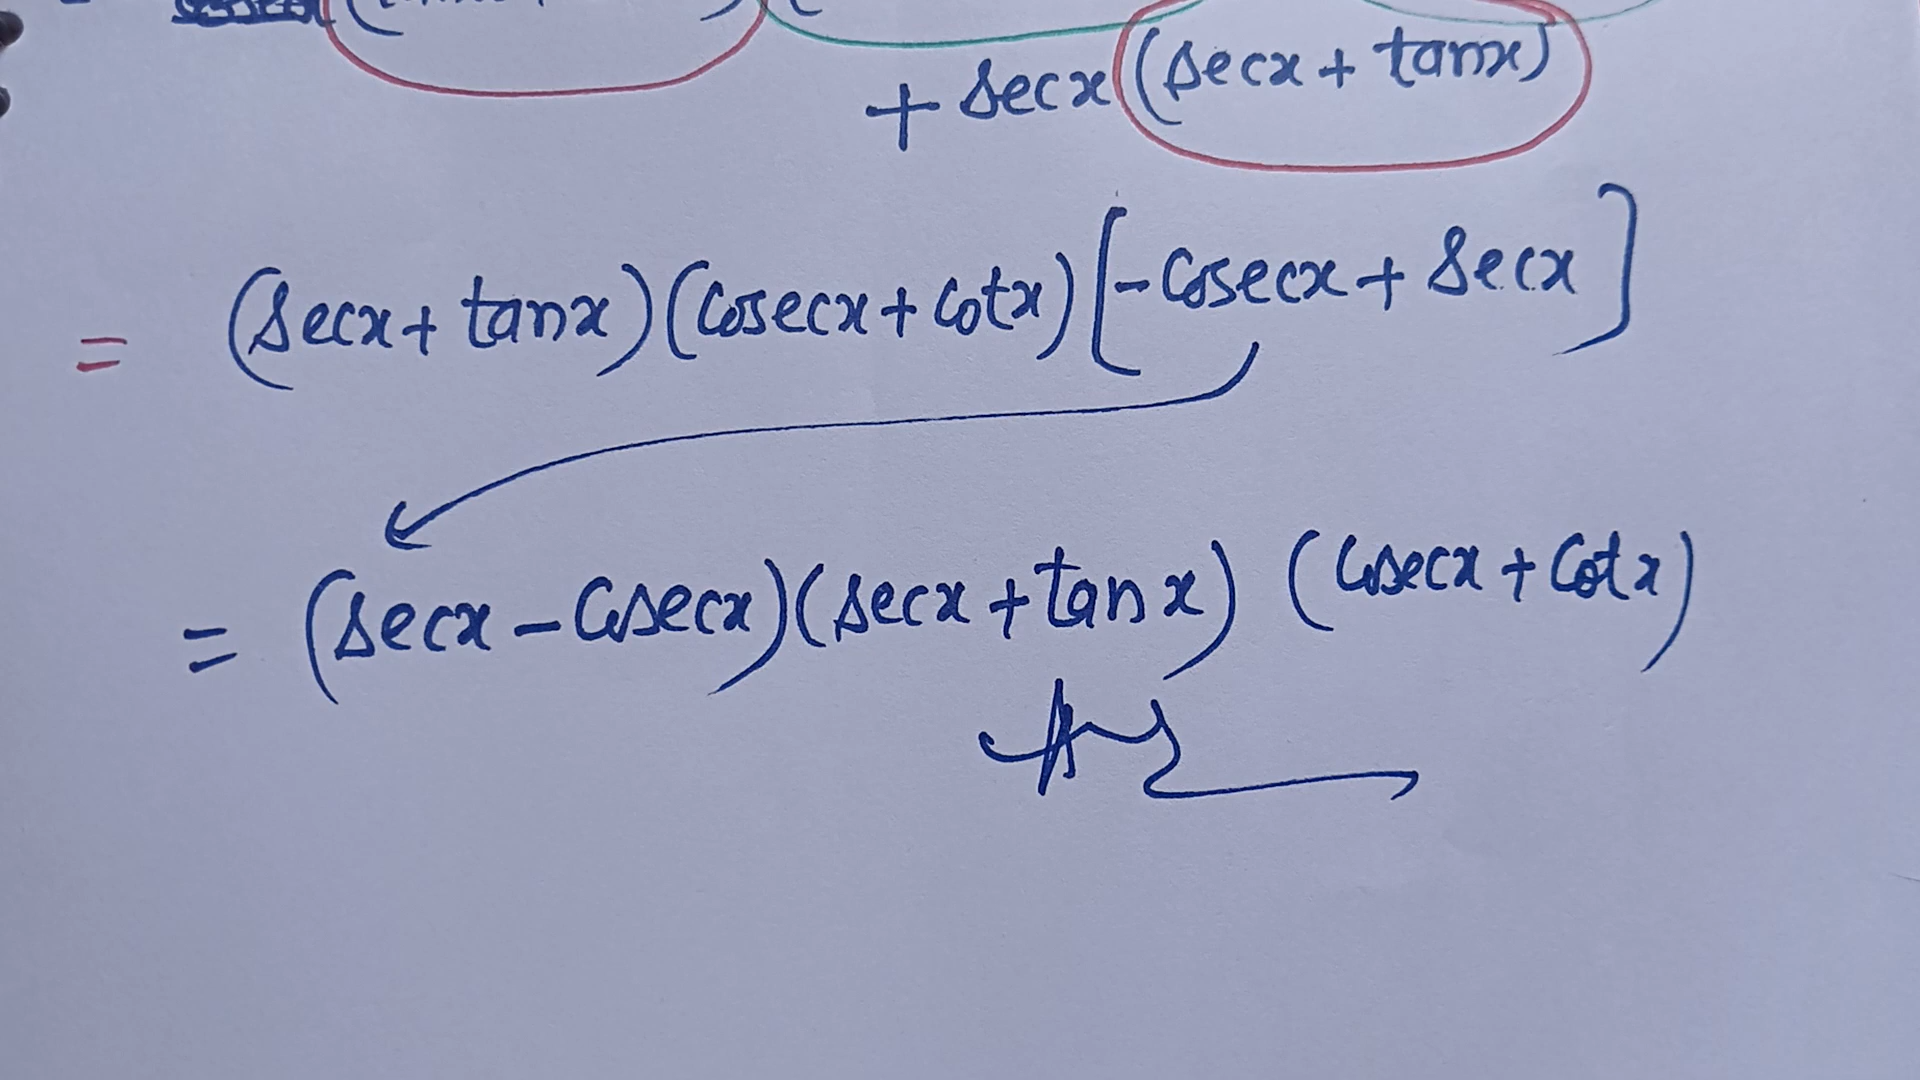 + secx (secx + tanx)
= (secx + tanx) (cosecx + cotx) [-cosecx + secx]
= (secx - cosecx) (secx + tanx) (cosecx + cotx)